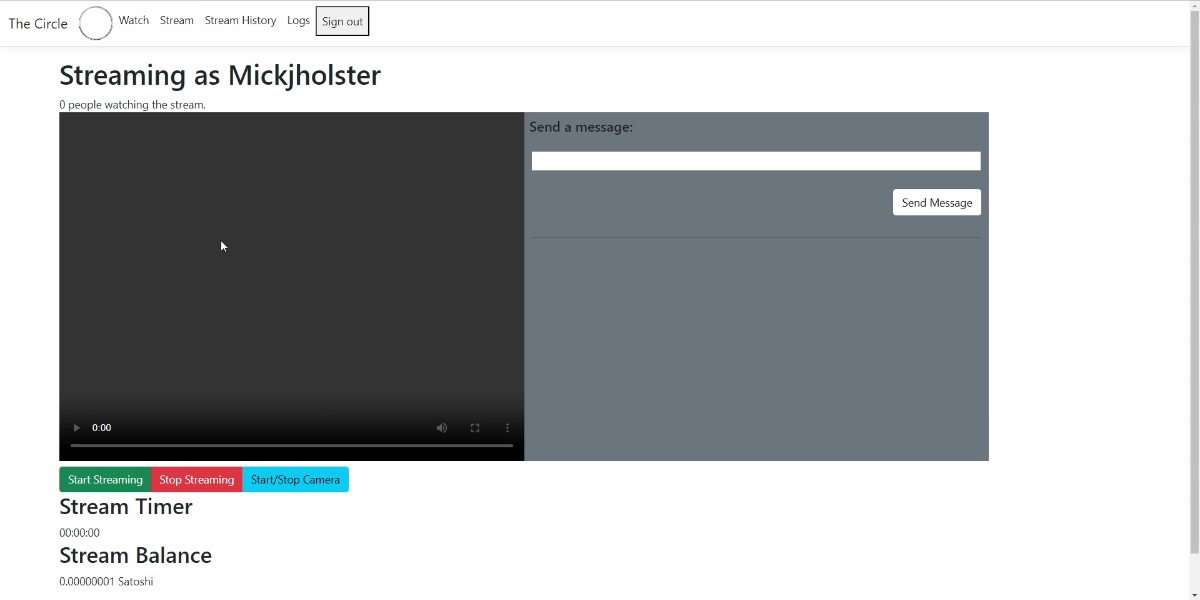 The Circle Watch Stream Stream History Logs Sign out
Streaming as Mickjholster
0 people watching the stream.
Send a message:
Send Message
0:00
Start Streaming Stop Streaming Start/Stop Camera
Stream Timer
00:00:00
Stream Balance
0.00000001 Satoshi